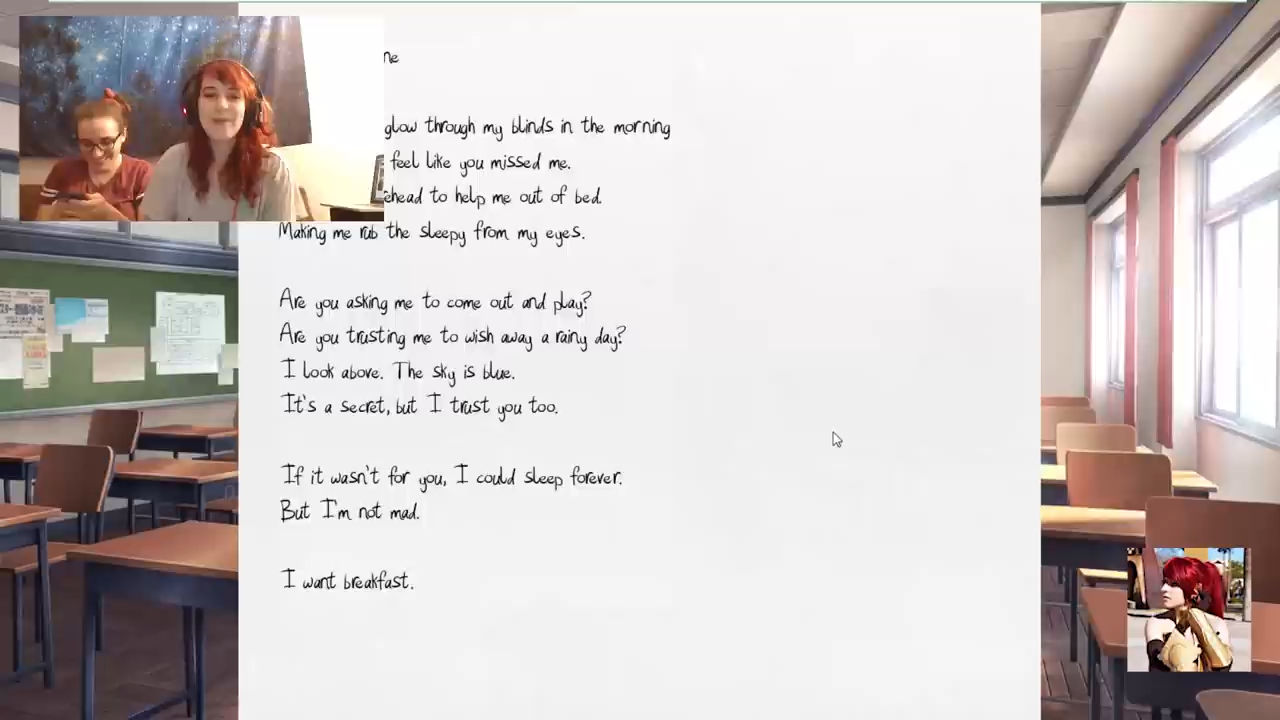 ne
glow through my blinds in the morning
feel like you missed me.
ehead to help me out of bed.
Making me rub the sleepy from my eyes.
Are you asking me to come out and play?
Are you trusting me to wish away a rainy day?
I look above. The sky is blue.
It's a secret, but I trust you too.
If it wasn't for you, I could sleep forever.
But I'm not mad.
I want breakfast.